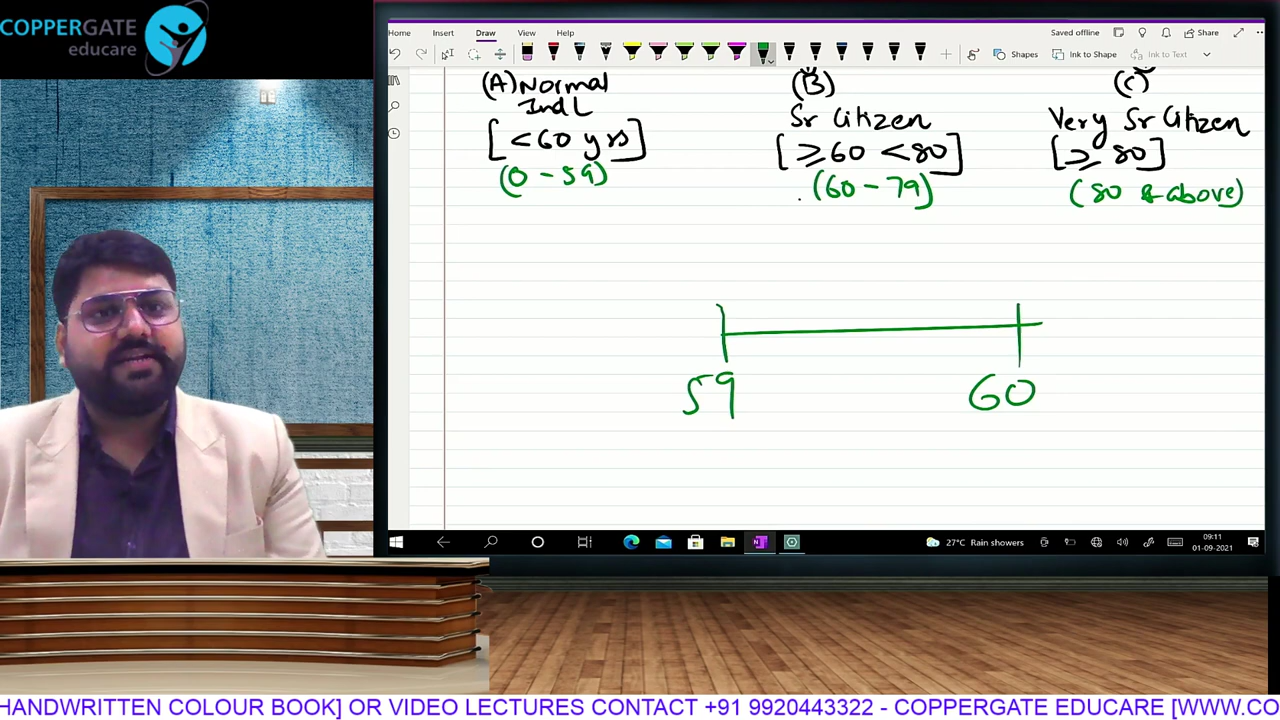 COPPERGATE
educare
Home Insert Draw View Help
Saved offline
Share
Shapes
Ink to Shape
Ink to Text
(A) Normal
Ind L
[<60 yrs]
(0 - 59)
(B)
Sr Citizen
[≥60 <80]
(60 - 79)
(C)
Very Sr Citizen
[≥ 80]
(80 & above)
59
60
27°C Rain showers
09:11
01-09-2021
HANDWRITTEN COLOUR BOOK] OR VIDEO LECTURES CONTACT +91 9920443322 - COPPERGATE EDUCARE [WWW.CO